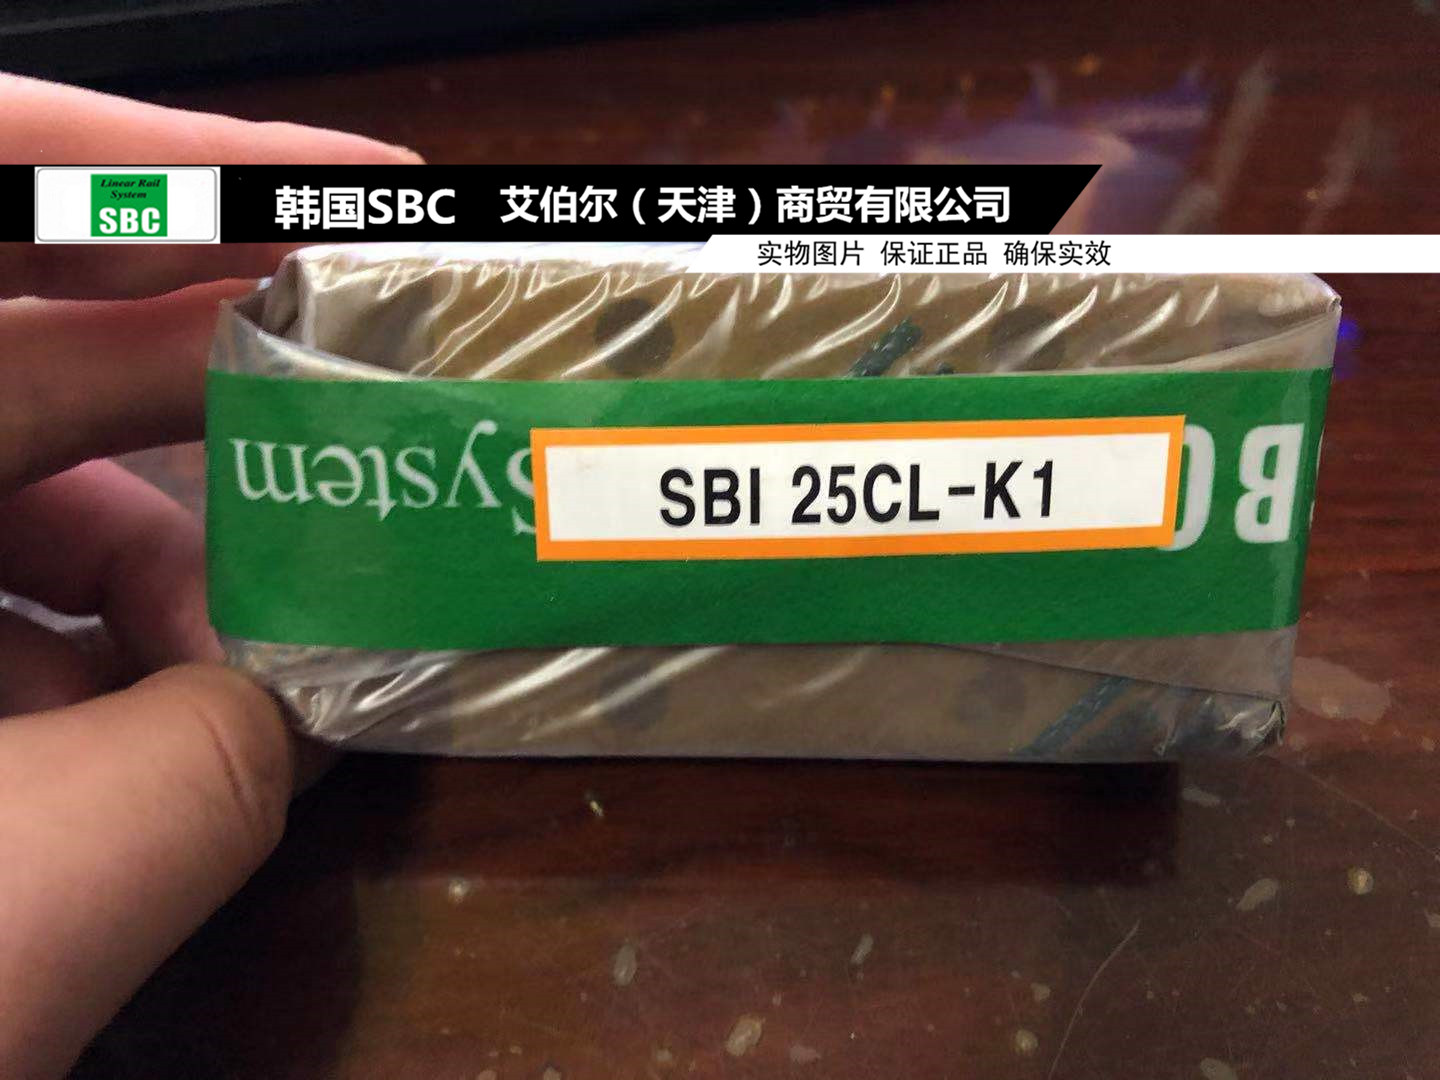 Linear Rail
System
SBC
韩国SBC 艾伯尔（天津）商贸有限公司
实物图片 保证正品 确保实效
System
SBI 25CL-K1
BC